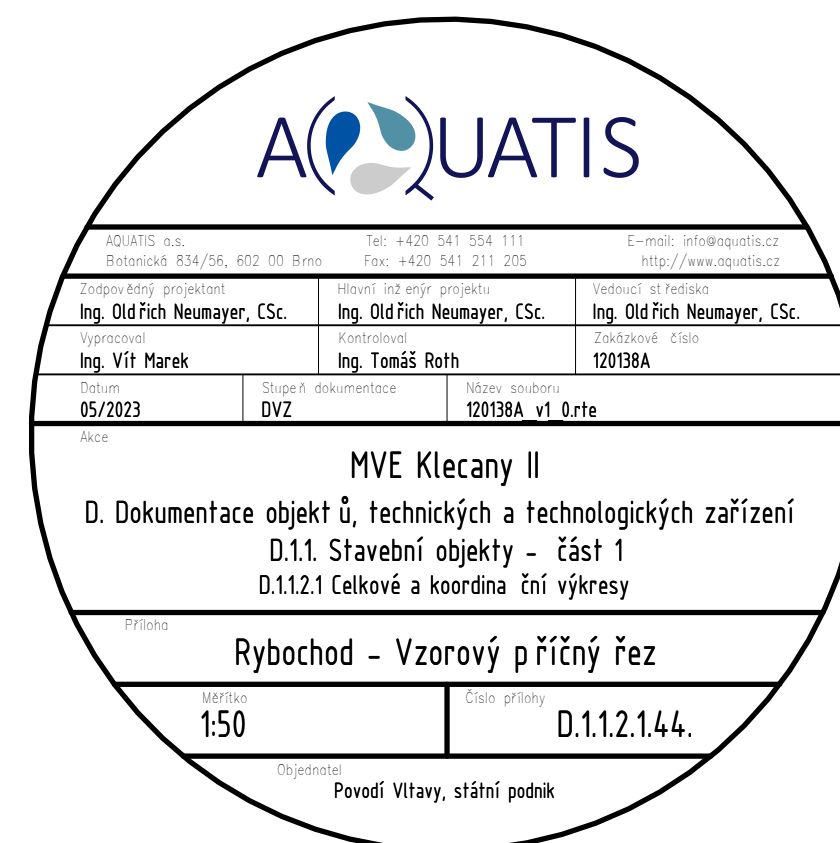 AQUATIS
AQUATIS a.s. Tel: +420 541 554 111 E-mail: info@aquatis.cz
Botanická 834/56, 602 00 Brno Fax: +420 541 211 205 http://www.aquatis.cz
Zodpovědný projektant Hlavní inženýr projektu Vedoucí střediska
Ing. Oldřich Neumayer, CSc. Ing. Oldřich Neumayer, CSc. Ing. Oldřich Neumayer, CSc.
Vypracoval Kontroloval Zakázkové číslo
Ing. Vít Marek Ing. Tomáš Roth 120138A
Datum Stupeň dokumentace Název souboru
05/2023 DVZ 120138A_v1_0.rte
Akce
MVE Klecany II
D. Dokumentace objektů, technických a technologických zařízení
D.1.1. Stavební objekty - část 1
D.1.1.2.1 Celkové a koordinační výkresy
Příloha
Rybochod - Vzorový příčný řez
Měřítko Číslo přílohy
1:50 D.1.1.2.1.44.
Objednatel
Povodí Vltavy, státní podnik